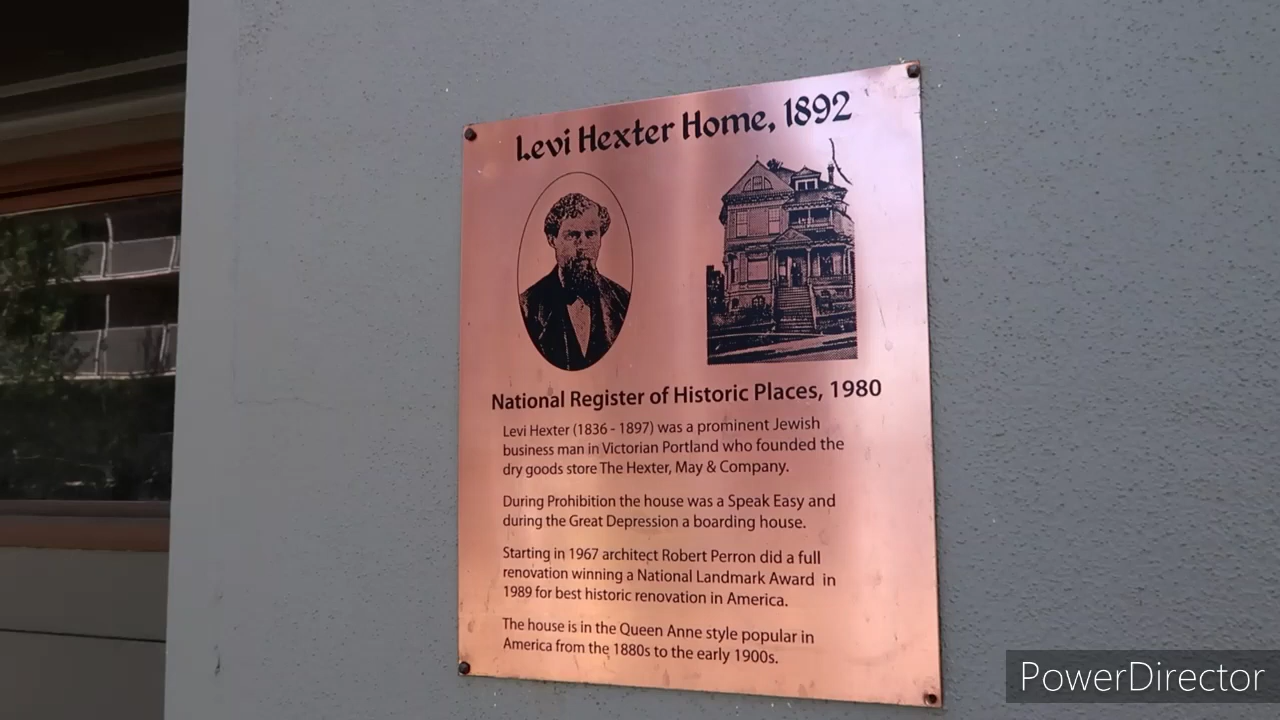 Levi Hexter Home, 1892
National Register of Historic Places, 1980
Levi Hexter (1836 - 1897) was a prominent Jewish
business man in Victorian Portland who founded the
dry goods store The Hexter, May & Company.
During Prohibition the house was a Speak Easy and
during the Great Depression a boarding house.
Starting in 1967 architect Robert Perron did a full
renovation winning a National Landmark Award in
1989 for best historic renovation in America.
The house is in the Queen Anne style popular in
America from the 1880s to the early 1900s.
PowerDirector